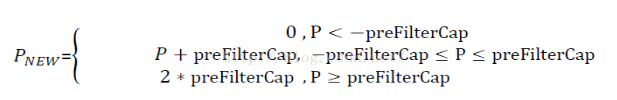 0 , P < −preFilterCap
P_NEW={ P + preFilterCap, −preFilterCap ≤ P ≤ preFilterCap
2 ∗ preFilterCap , P ≥ preFilterCap